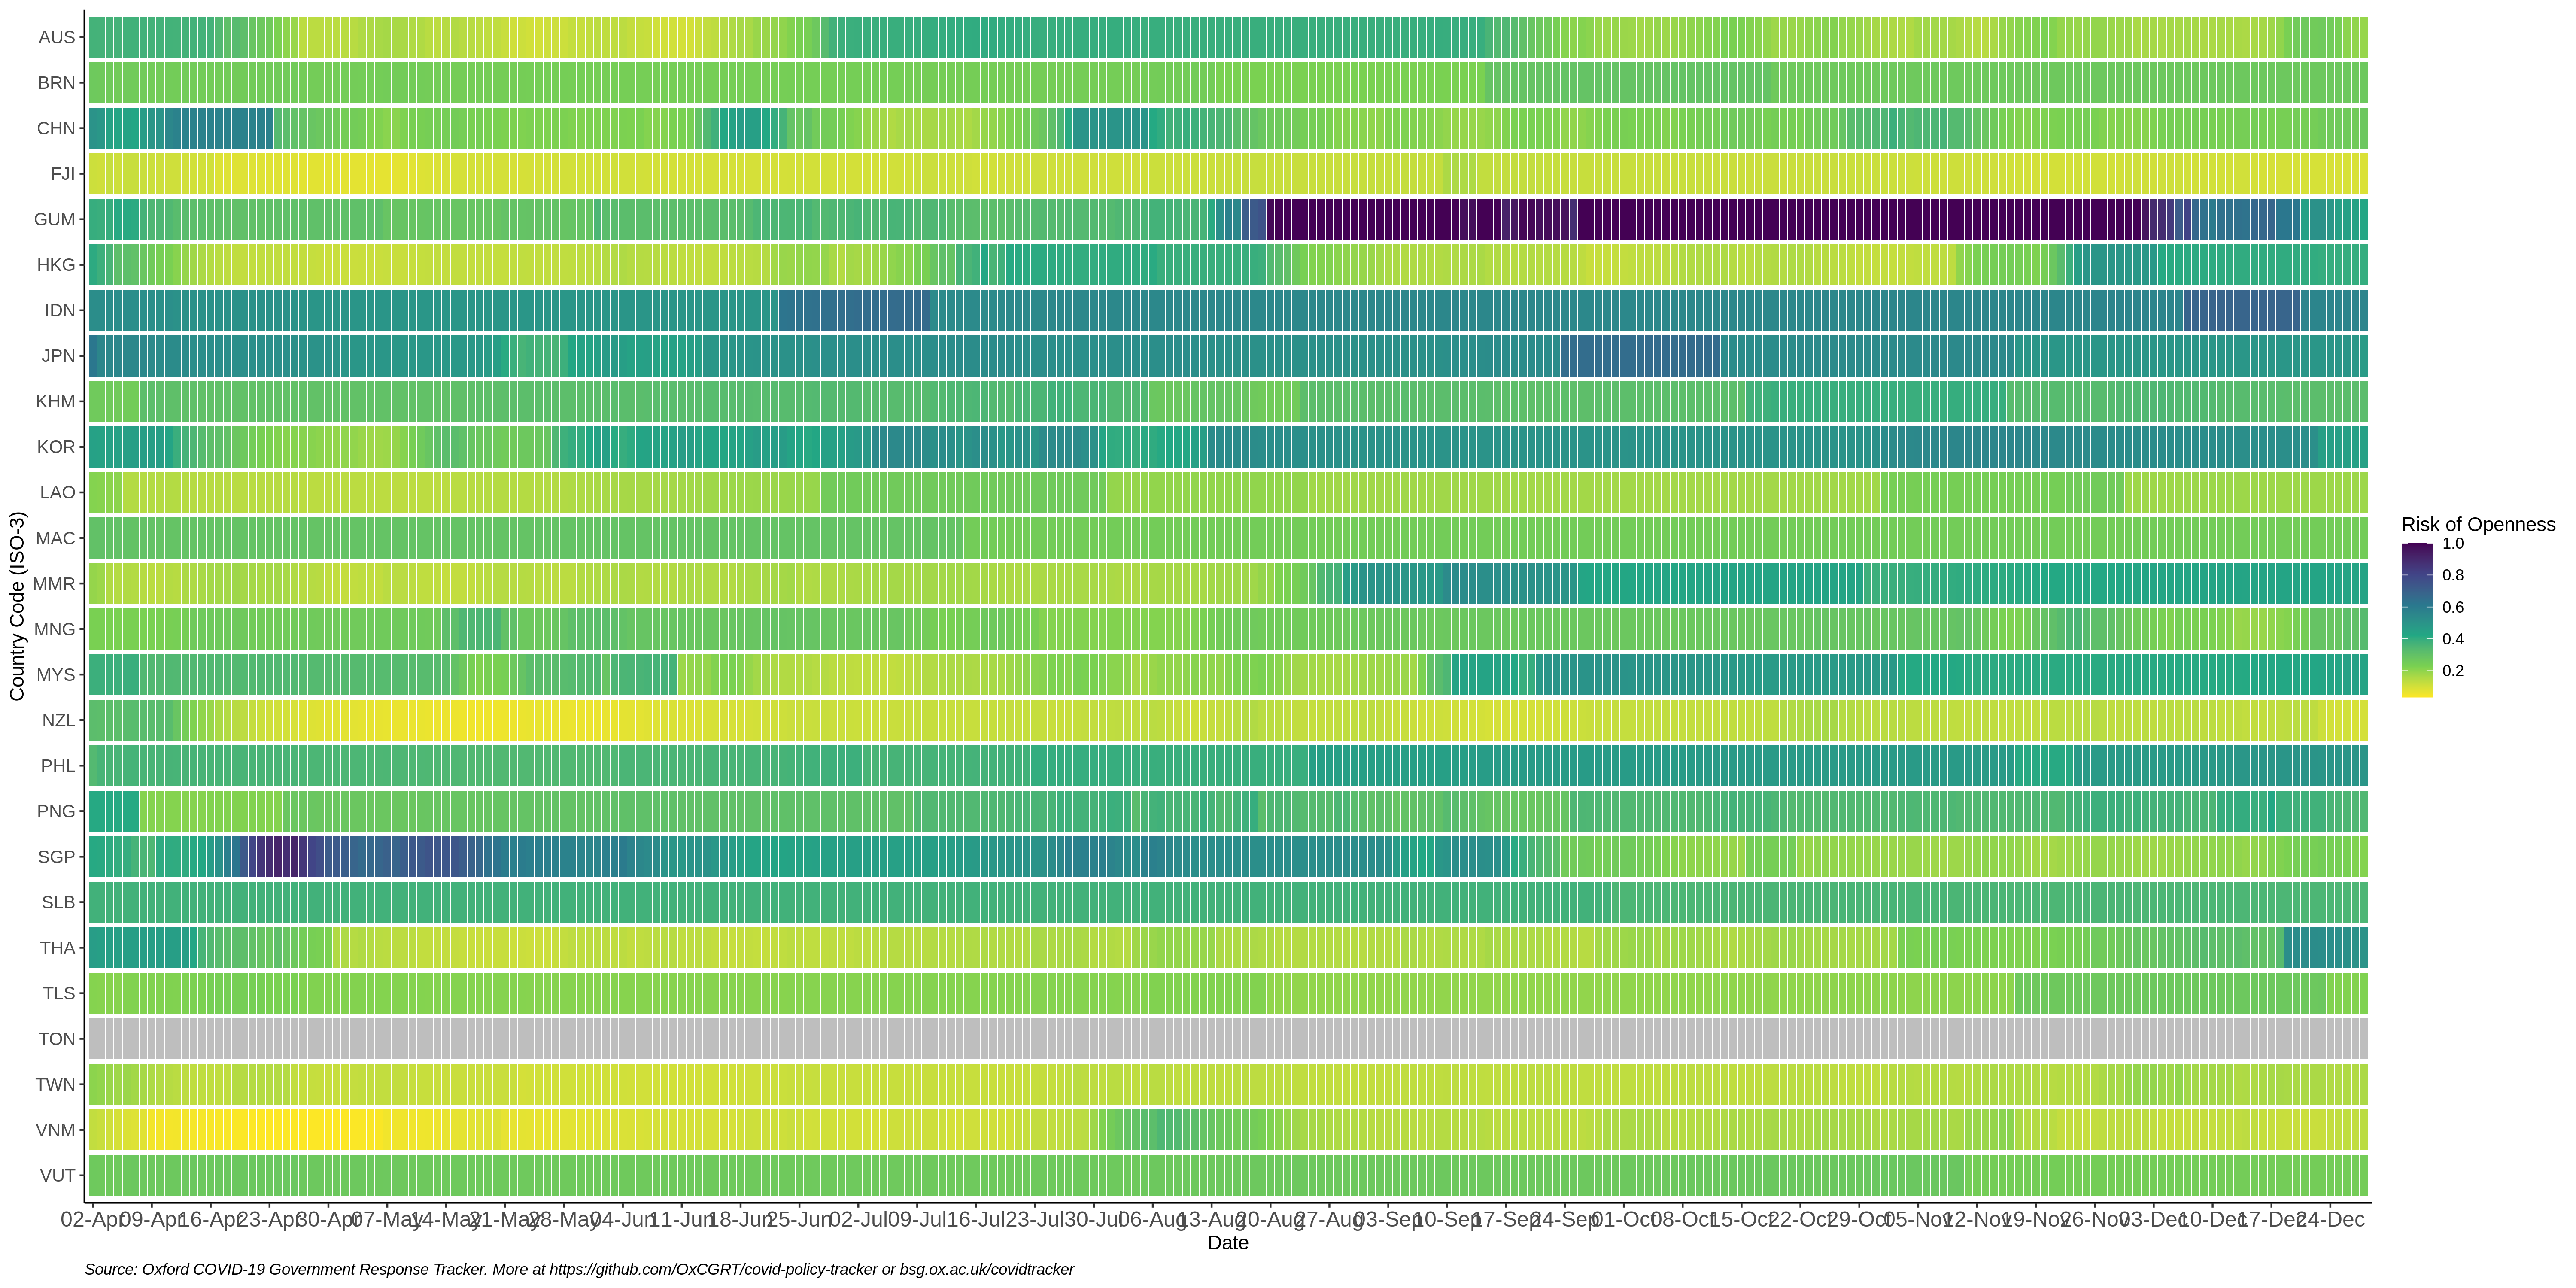 AUS
BRN
CHN
FJI
GUM
HKG
IDN
JPN
KHM
KOR
LAO
MAC
MMR
MNG
MYS
NZL
PHL
PNG
SGP
SLB
THA
TLS
TON
TWN
VNM
VUT
Country Code (ISO-3)
02-Apr 09-Apr 16-Apr 23-Apr 30-Apr 07-May 14-May 21-May 28-May 04-Jun 11-Jun 18-Jun 25-Jun 02-Jul 09-Jul 16-Jul 23-Jul 30-Jul 06-Aug 13-Aug 20-Aug 27-Aug 03-Sep 10-Sep 17-Sep 24-Sep 01-Oct 08-Oct 15-Oct 22-Oct 29-Oct 05-Nov 12-Nov 19-Nov 26-Nov 03-Dec 10-Dec 17-Dec 24-Dec
Date
Risk of Openness
1.0
0.8
0.6
0.4
0.2
Source: Oxford COVID-19 Government Response Tracker. More at https://github.com/OxCGRT/covid-policy-tracker or bsg.ox.ac.uk/covidtracker